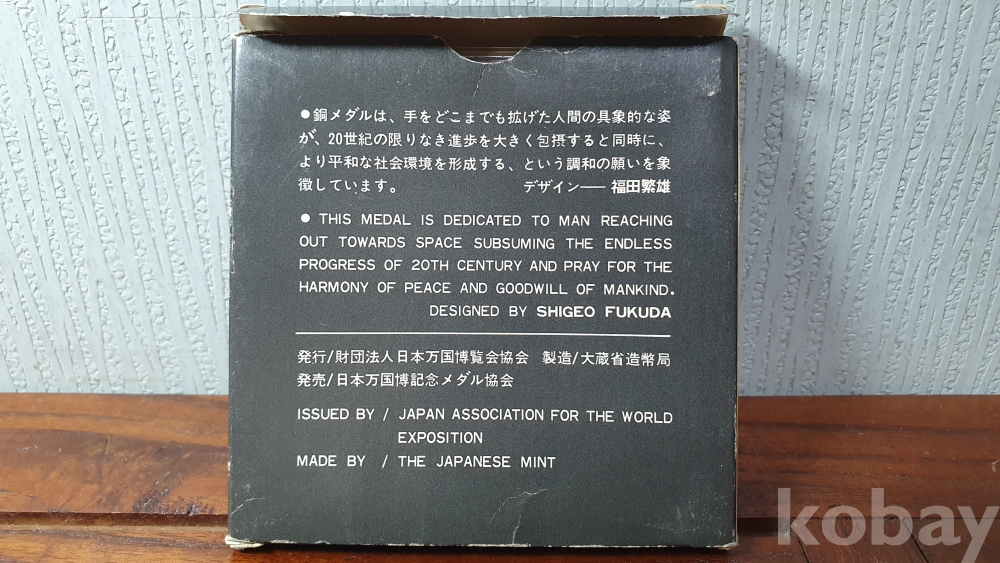 ●銅メダルは、手をどこまでも拡げた人間の具象的な姿
が、20世紀の限りなき進歩を大きく包摂すると同時に、
より平和な社会環境を形成する、という調和の願いを象
徴しています。 デザイン── 福田繁雄
● THIS MEDAL IS DEDICATED TO MAN REACHING
OUT TOWARDS SPACE SUBSUMING THE ENDLESS
PROGRESS OF 20TH CENTURY AND PRAY FOR THE
HARMONY OF PEACE AND GOODWILL OF MANKIND.
DESIGNED BY SHIGEO FUKUDA
発行/財団法人日本万国博覧会協会 製造/大蔵省造幣局
発売/日本万国博記念メダル協会
ISSUED BY / JAPAN ASSOCIATION FOR THE WORLD
EXPOSITION
MADE BY / THE JAPANESE MINT
kobay